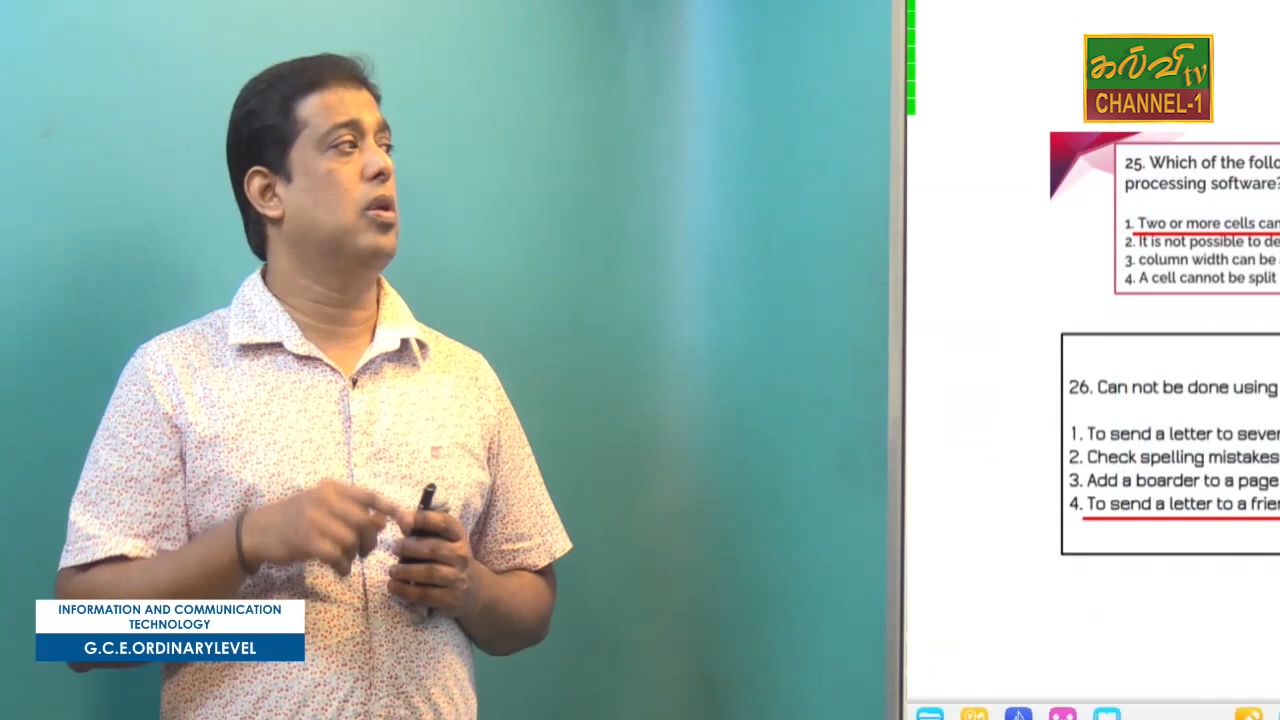 கல்வி tv
CHANNEL-1
25. Which of the follo
processing software?
1. Two or more cells can
2. It is not possible to de
3. column width can be
4. A cell cannot be split
26. Can not be done using
1. To send a letter to sever
2. Check spelling mistakes
3. Add a boarder to a page
4. To send a letter to a frien
INFORMATION AND COMMUNICATION
TECHNOLOGY
G.C.E.ORDINARYLEVEL